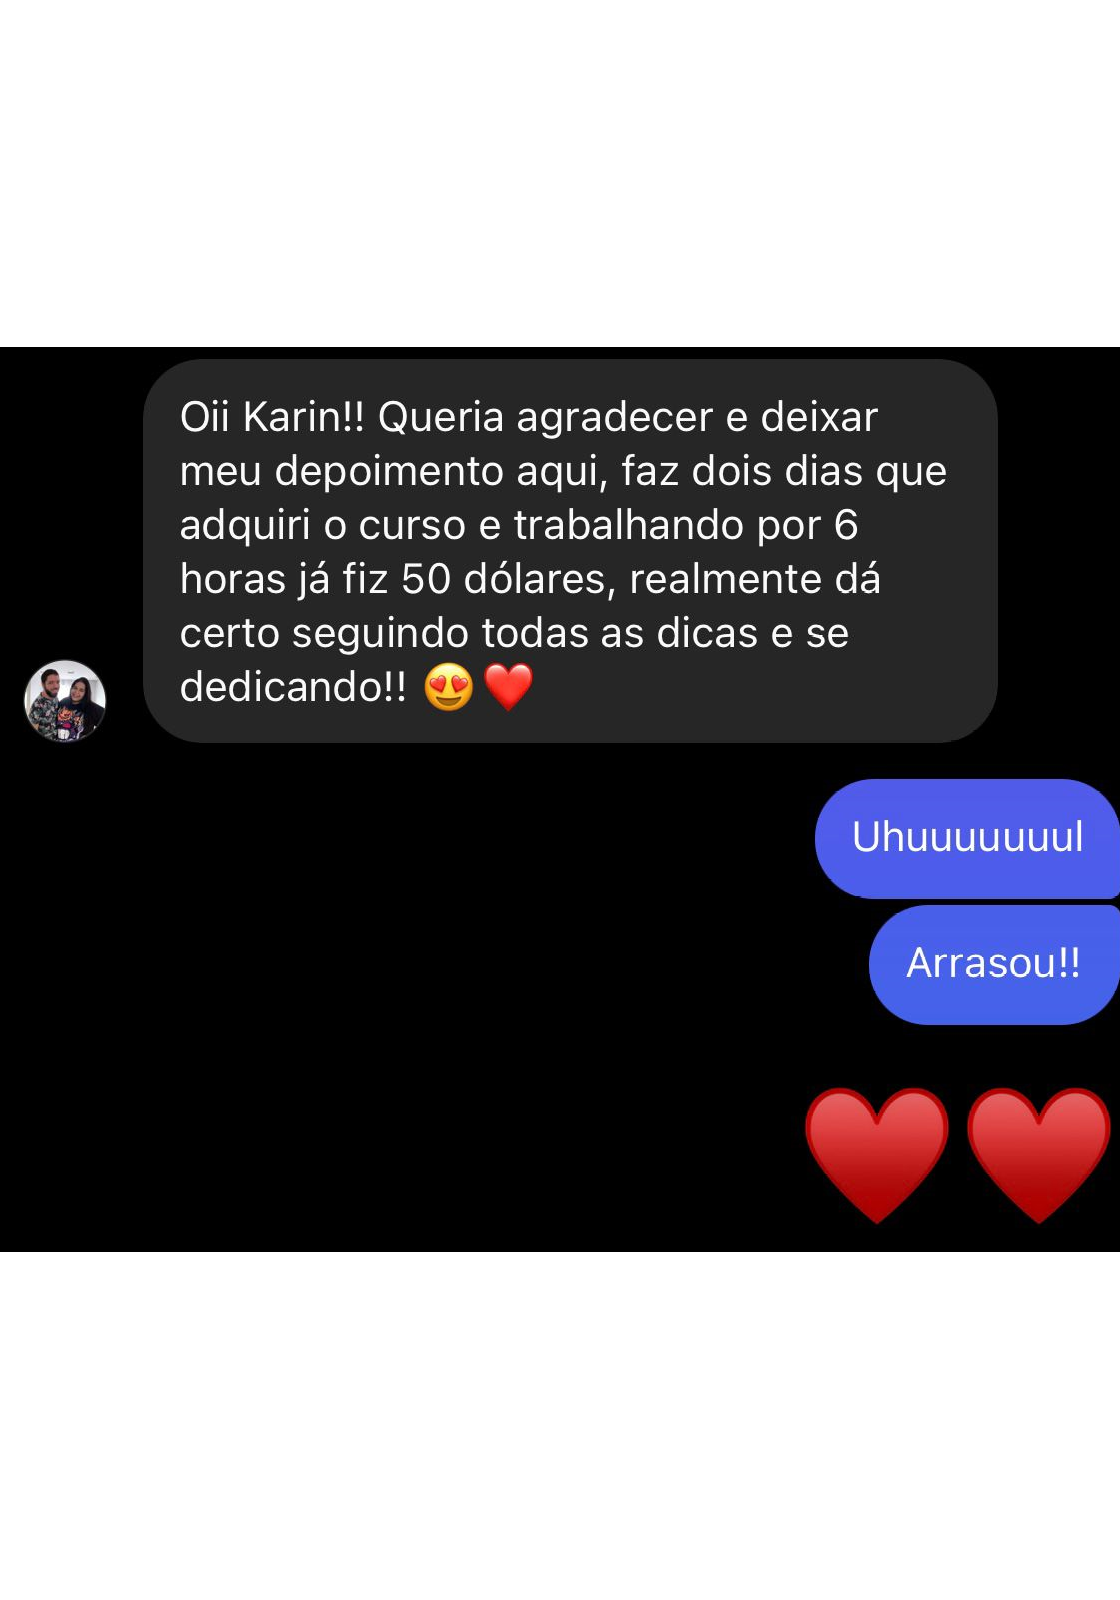 Oii Karin!! Queria agradecer e deixar
meu depoimento aqui, faz dois dias que
adquiri o curso e trabalhando por 6
horas já fiz 50 dólares, realmente dá
certo seguindo todas as dicas e se
dedicando!! 😍❤️
Uhuuuuuuul
Arrasou!!
♥️♥️